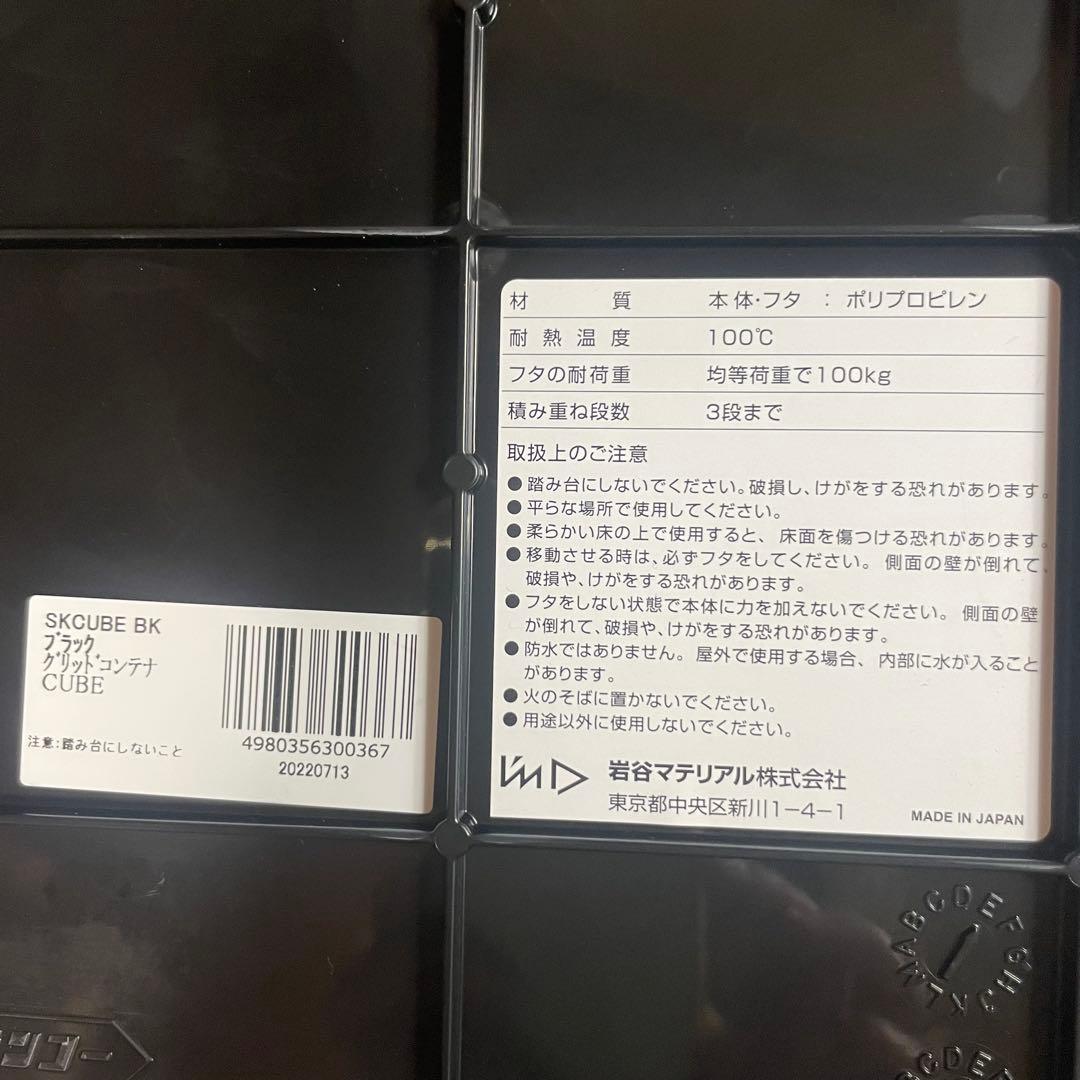 材質 本体・フタ : ポリプロピレン
耐熱温度 100℃
フタの耐荷重 均等荷重で100kg
積み重ね段数 3段まで
取扱上のご注意
●踏み台にしないでください。破損し、けがをする恐れがあります。
●平らな場所で使用してください。
●柔らかい床の上で使用すると、床面を傷つける恐れがあります。
●移動させる時は、必ずフタをしてください。側面の壁が倒れて、
破損や、けがをする恐れがあります。
●フタをしない状態で本体に力を加えないでください。側面の壁
が倒れて、破損や、けがをする恐れがあります。
●防水ではありません。屋外で使用する場合、内部に水が入ること
があります。
●火のそばに置かないでください。
●用途以外に使用しないでください。
岩谷マテリアル株式会社
東京都中央区新川1-4-1
MADE IN JAPAN
SKCUBE BK
ブラック
グリッドコンテナ
CUBE
注意:踏み台にしないこと
4980356300367
20220713
ABCDEFGHJKLM
CDEF